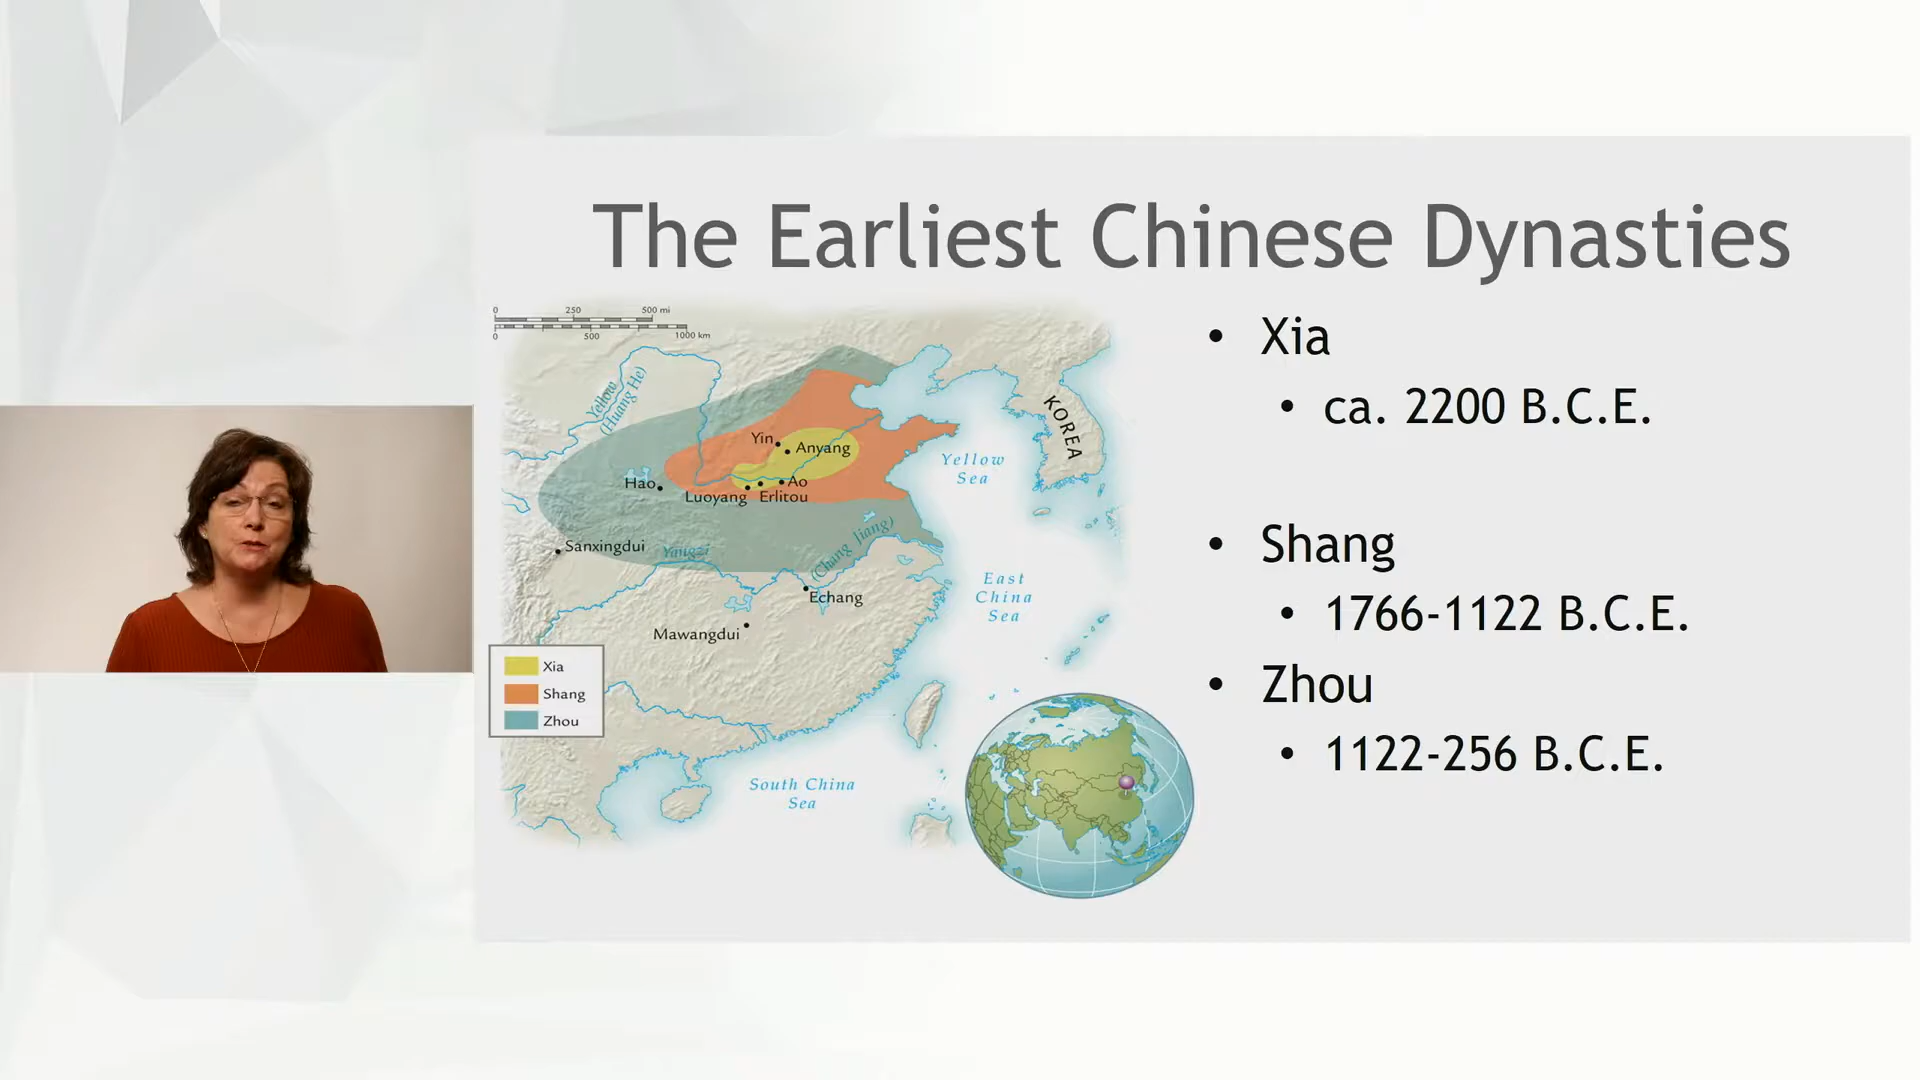 The Earliest Chinese Dynasties
0 250 500 mi
0 500 1000 km
Yellow
(Huang He)
KOREA
Yin
Anyang
Yellow
Sea
Hao
Ao
Luoyang
Erlitou
Sanxingdui
Yangzi
(Chang Jiang)
Echang
East
China
Sea
Mawangdui
Xia
Shang
Zhou
South China
Sea
• Xia
• ca. 2200 B.C.E.
• Shang
• 1766-1122 B.C.E.
• Zhou
• 1122-256 B.C.E.